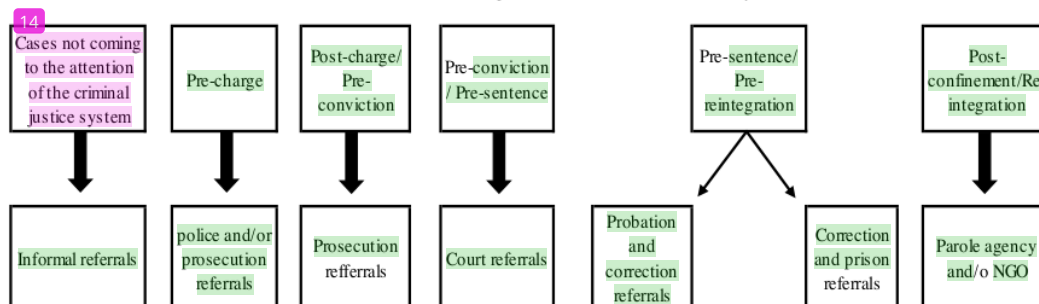 14
Cases not coming
to the attention
of the criminal
justice system
Pre-charge
Post-charge/
Pre-
conviction
Pre-conviction
/ Pre-sentence
Pre-sentence/
Pre-
reintegration
Post-
confinement/Re
integration
Informal referrals
police and/or
prosecution
referrals
Prosecution
refferrals
Court referrals
Probation
and
correction
referrals
Correction
and prison
referrals
Parole agency
and/o NGO